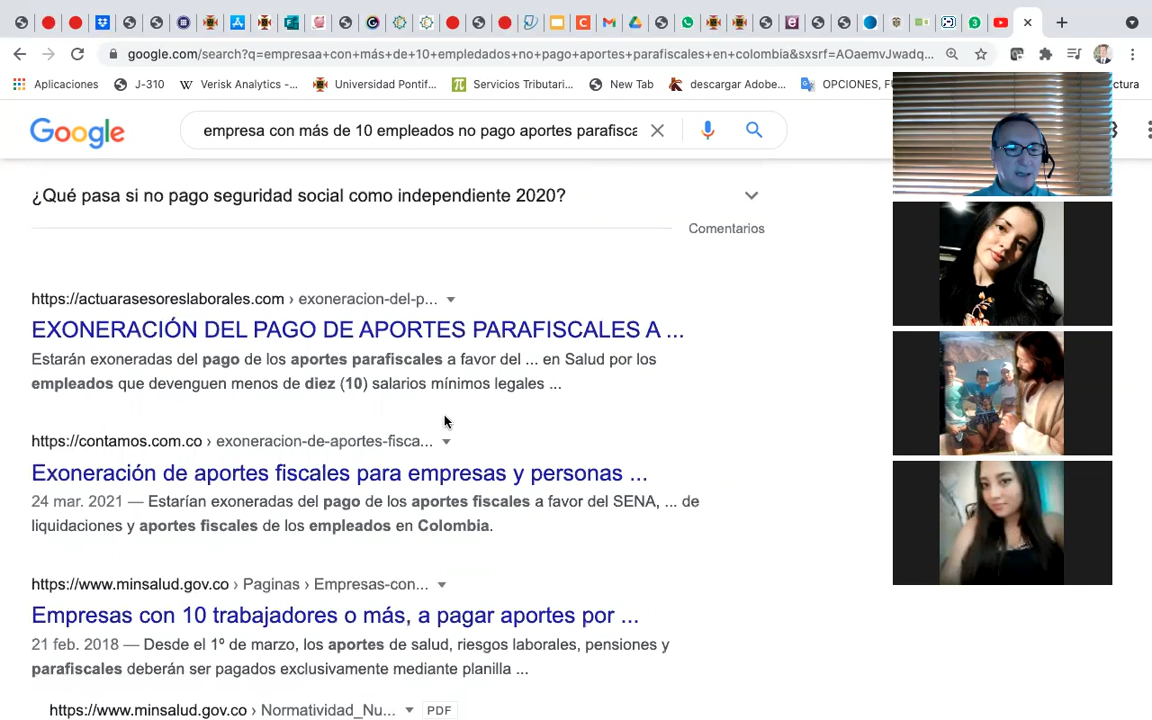 google.com/search?q=empresaa+con+más+de+10+empledados+no+pago+aportes+parafiscales+en+colombia&sxsrf=AOaemvJwadq...
Aplicaciones
J-310
Verisk Analytics -...
Universidad Pontif...
Servicios Tributari...
New Tab
descargar Adobe...
OPCIONES, F
ctura
Google
empresa con más de 10 empleados no pago aportes parafisca
¿Qué pasa si no pago seguridad social como independiente 2020?
Comentarios
https://actuarasesoreslaborales.com › exoneracion-del-p...
EXONERACIÓN DEL PAGO DE APORTES PARAFISCALES A ...
Estarán exoneradas del pago de los aportes parafiscales a favor del ... en Salud por los
empleados que devenguen menos de diez (10) salarios mínimos legales ...
https://contamos.com.co › exoneracion-de-aportes-fisca...
Exoneración de aportes fiscales para empresas y personas ...
24 mar. 2021 — Estarían exoneradas del pago de los aportes fiscales a favor del SENA, ... de
liquidaciones y aportes fiscales de los empleados en Colombia.
https://www.minsalud.gov.co › Paginas › Empresas-con...
Empresas con 10 trabajadores o más, a pagar aportes por ...
21 feb. 2018 — Desde el 1º de marzo, los aportes de salud, riesgos laborales, pensiones y
parafiscales deberán ser pagados exclusivamente mediante planilla ...
https://www.minsalud.gov.co › Normatividad_Nu...
PDF